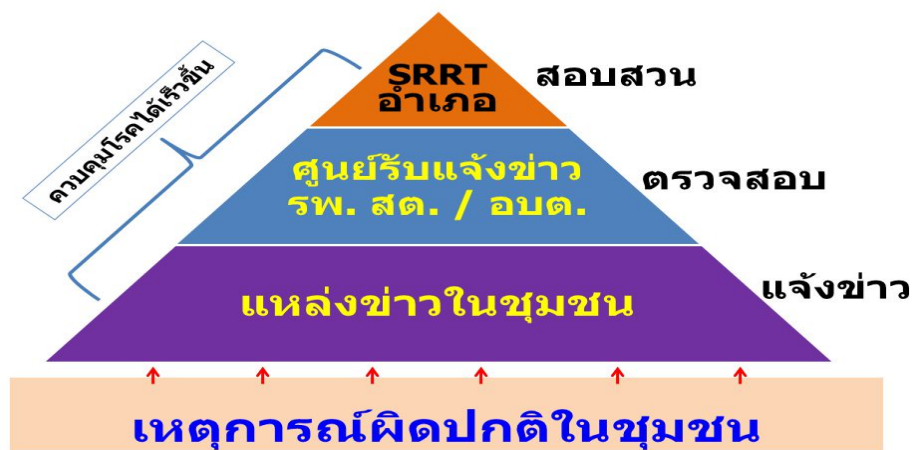 SRRT
อำเภอ
สอบสวน
ควบคุมโรคได้เร็วขึ้น
ศูนย์รับแจ้งข่าว
รพ. สต. / อบต.
ตรวจสอบ
แหล่งข่าวในชุมชน
แจ้งข่าว
เหตุการณ์ผิดปกติในชุมชน